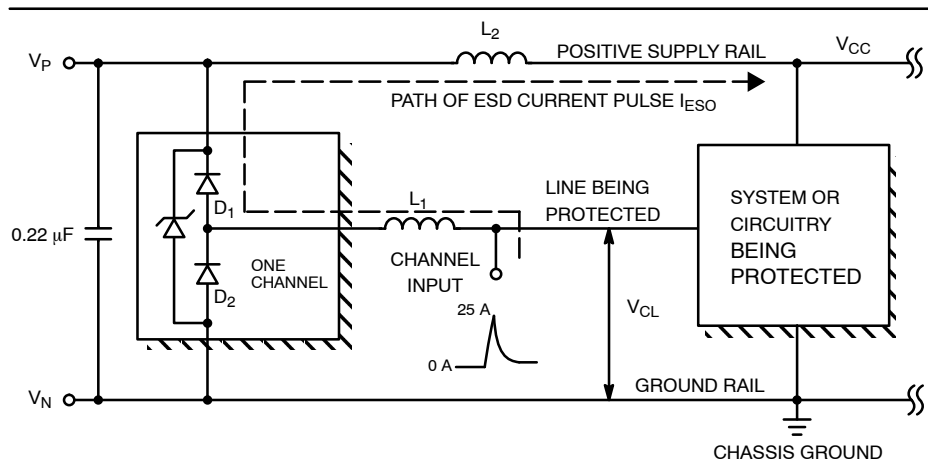 L2
POSITIVE SUPPLY RAIL
VCC
VP
PATH OF ESD CURRENT PULSE IESO
D1
L1
LINE BEING
PROTECTED
SYSTEM OR
CIRCUITRY
BEING
PROTECTED
0.22 μF
ONE
CHANNEL
D2
CHANNEL
INPUT
VCL
25 A
0 A
GROUND RAIL
VN
CHASSIS GROUND